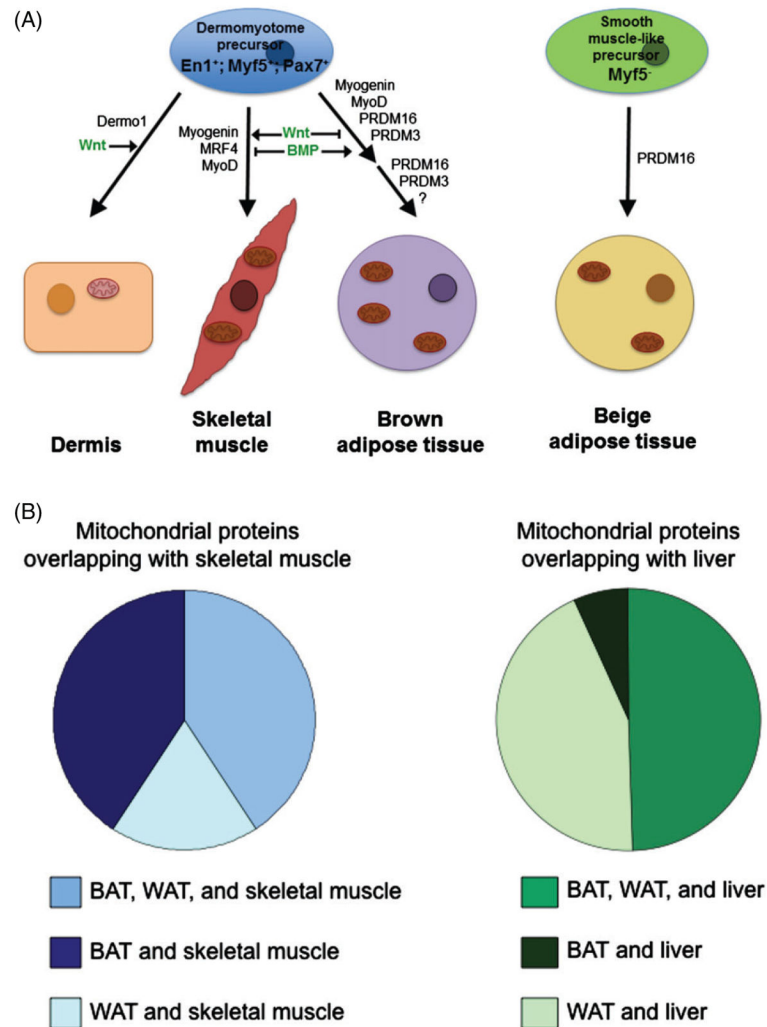 (A)
Dermomyotome
precursor
En1⁺; Myf5⁺; Pax7⁺
Smooth
muscle-like
precursor
Myf5⁻
Dermo1
Wnt
Myogenin
MRF4
MyoD
Wnt
BMP
Myogenin
MyoD
PRDM16
PRDM3
PRDM16
PRDM3
?
PRDM16
Dermis
Skeletal
muscle
Brown
adipose tissue
Beige
adipose tissue
(B)
Mitochondrial proteins
overlapping with skeletal muscle
BAT, WAT, and skeletal muscle
BAT and skeletal muscle
WAT and skeletal muscle
Mitochondrial proteins
overlapping with liver
BAT, WAT, and liver
BAT and liver
WAT and liver